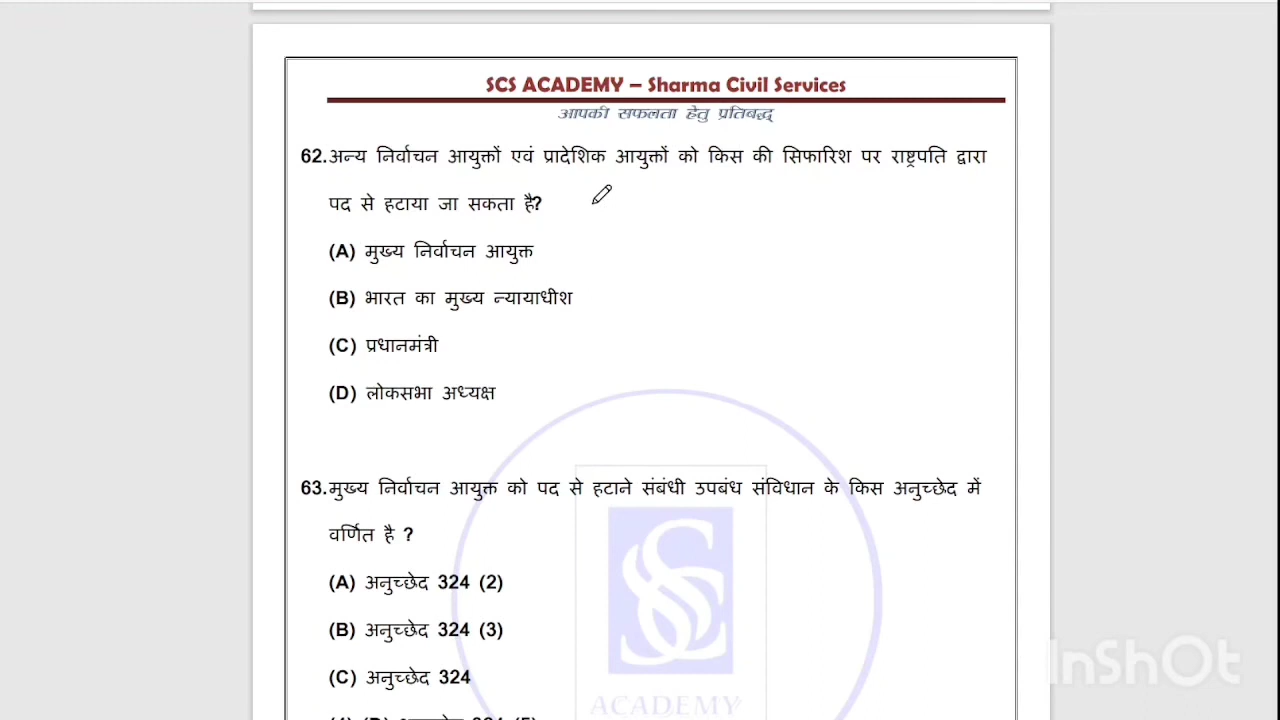 SCS ACADEMY – Sharma Civil Services
आपकी सफलता हेतु प्रतिबद्ध
62.अन्य निर्वाचन आयुक्तों एवं प्रादेशिक आयुक्तों को किस की सिफारिश पर राष्ट्रपति द्वारा
पद से हटाया जा सकता है?
(A) मुख्य निर्वाचन आयुक्त
(B) भारत का मुख्य न्यायाधीश
(C) प्रधानमंत्री
(D) लोकसभा अध्यक्ष
63.मुख्य निर्वाचन आयुक्त को पद से हटाने संबंधी उपबंध संविधान के किस अनुच्छेद में
वर्णित है ?
(A) अनुच्छेद 324 (2)
(B) अनुच्छेद 324 (3)
(C) अनुच्छेद 324
SCS
ACADEMY
InShOt